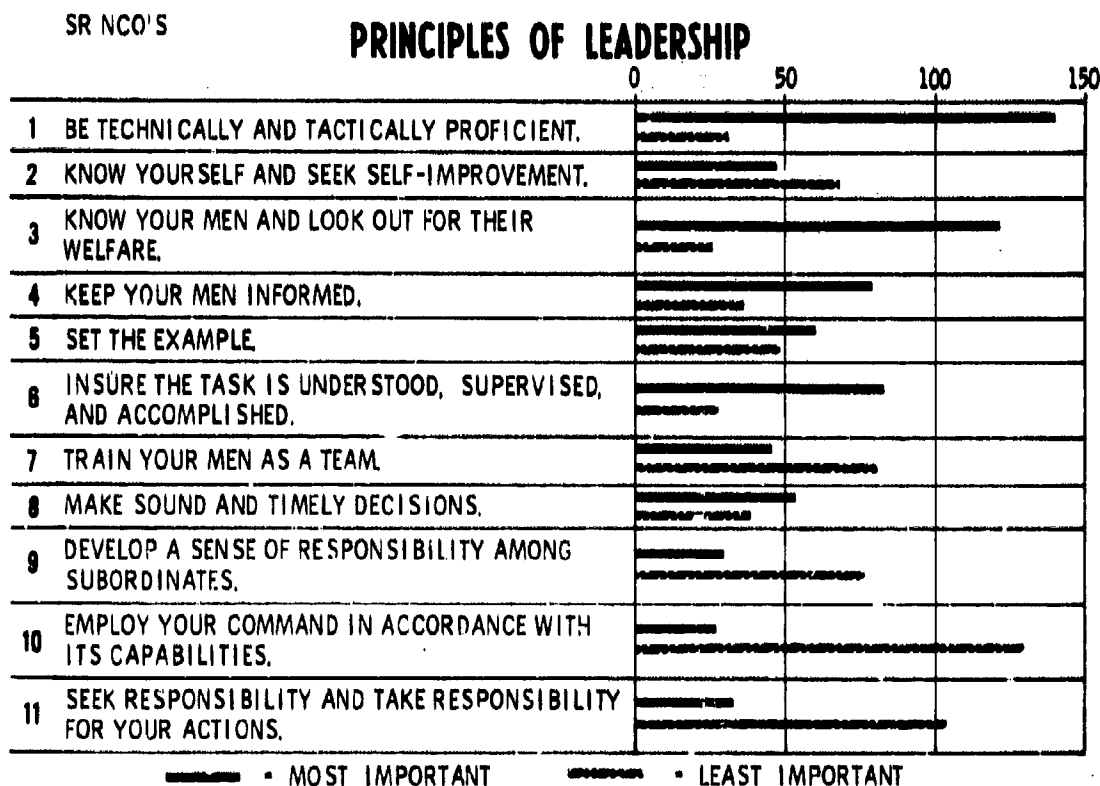 SR NCO'S
PRINCIPLES OF LEADERSHIP
0 50 100 150
1 BE TECHNICALLY AND TACTICALLY PROFICIENT.
2 KNOW YOURSELF AND SEEK SELF-IMPROVEMENT.
3 KNOW YOUR MEN AND LOOK OUT FOR THEIR
WELFARE.
4 KEEP YOUR MEN INFORMED.
5 SET THE EXAMPLE.
6 INSURE THE TASK IS UNDERSTOOD, SUPERVISED,
AND ACCOMPLISHED.
7 TRAIN YOUR MEN AS A TEAM.
8 MAKE SOUND AND TIMELY DECISIONS.
9 DEVELOP A SENSE OF RESPONSIBILITY AMONG
SUBORDINATES.
10 EMPLOY YOUR COMMAND IN ACCORDANCE WITH
ITS CAPABILITIES.
11 SEEK RESPONSIBILITY AND TAKE RESPONSIBILITY
FOR YOUR ACTIONS.
- MOST IMPORTANT - LEAST IMPORTANT